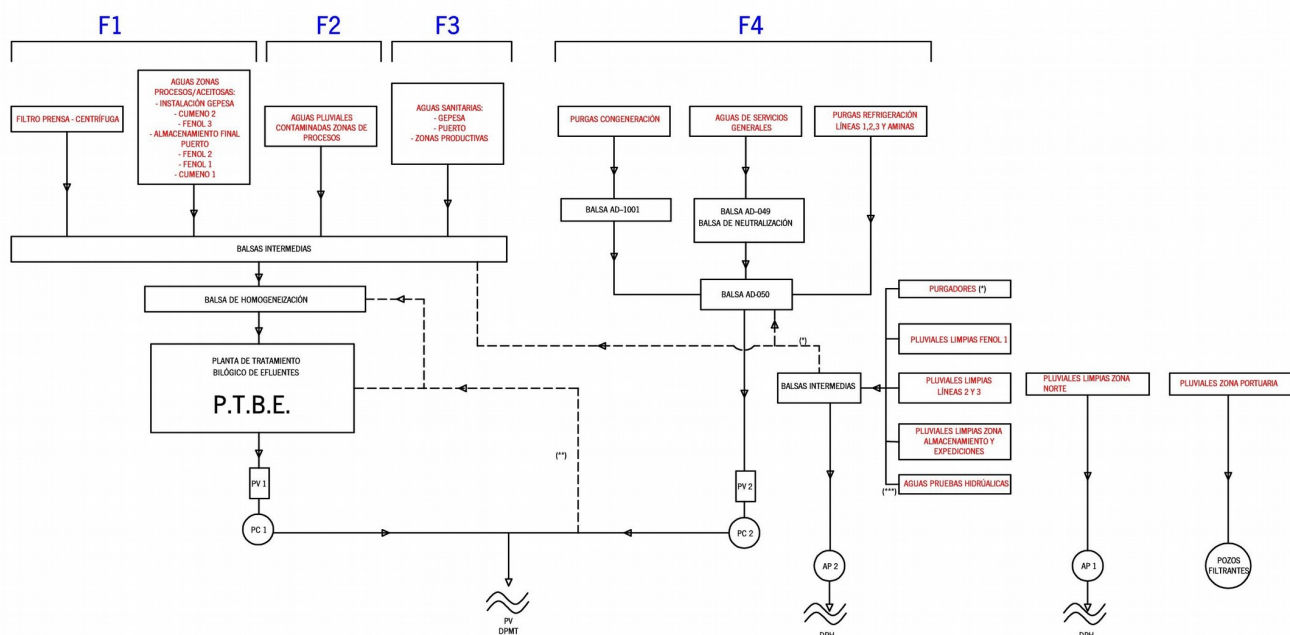 F1
F2
F3
F4
FILTRO PRENSA - CENTRÍFUGA
AGUAS ZONAS
PROCESOS/ACEITOSAS:
- INSTALACIÓN GEPESA
- CUMENO 2
- FENOL 3
- ALMACENAMIENTO FINAL
PUERTO
- FENOL 2
- FENOL 1
- CUMENO 1
AGUAS PLUVIALES
CONTAMINADAS ZONAS DE
PROCESOS
AGUAS SANITARIAS:
- GEPESA
- PUERTO
- ZONAS PRODUCTIVAS
PURGAS CONGENERACIÓN
AGUAS DE SERVICIOS
GENERALES
PURGAS REFRIGERACIÓN
LÍNEAS 1,2,3 Y AMINAS
BALSA AD-1001
BALSA AD-049
BALSA DE NEUTRALIZACIÓN
BALSAS INTERMEDIAS
BALSA DE HOMOGENEIZACIÓN
BALSA AD-050
PURGADORES (*)
PLUVIALES LIMPIAS FENOL 1
(*)
PLANTA DE TRATAMIENTO
BILÓGICO DE EFLUENTES
P.T.B.E.
BALSAS INTERMEDIAS
PLUVIALES LIMPIAS
LÍNEAS 2 Y 3
PLUVIALES LIMPIAS ZONA
NORTE
PLUVIALES ZONA PORTUARIA
PLUVIALES LIMPIAS ZONA
ALMACENAMIENTO Y
EXPEDICIONES
(**)
(***)
AGUAS PRUEBAS HIDRÚALICAS
PV 1
PV 2
PC 1
PC 2
AP 2
AP 1
POZOS
FILTRANTES
PV
DPMT
DPH
DPH